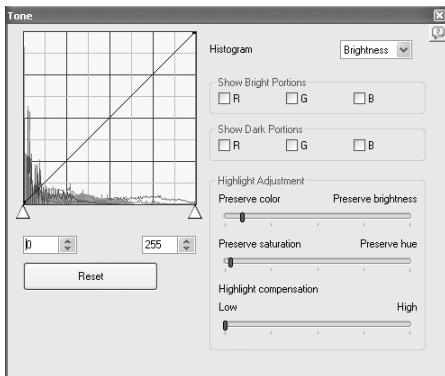 Tone
Histogram
Brightness
Show Bright Portions
R G B
Show Dark Portions
R G B
Highlight Adjustment
Preserve color Preserve brightness
Preserve saturation Preserve hue
Highlight compensation
Low High
0 255
Reset